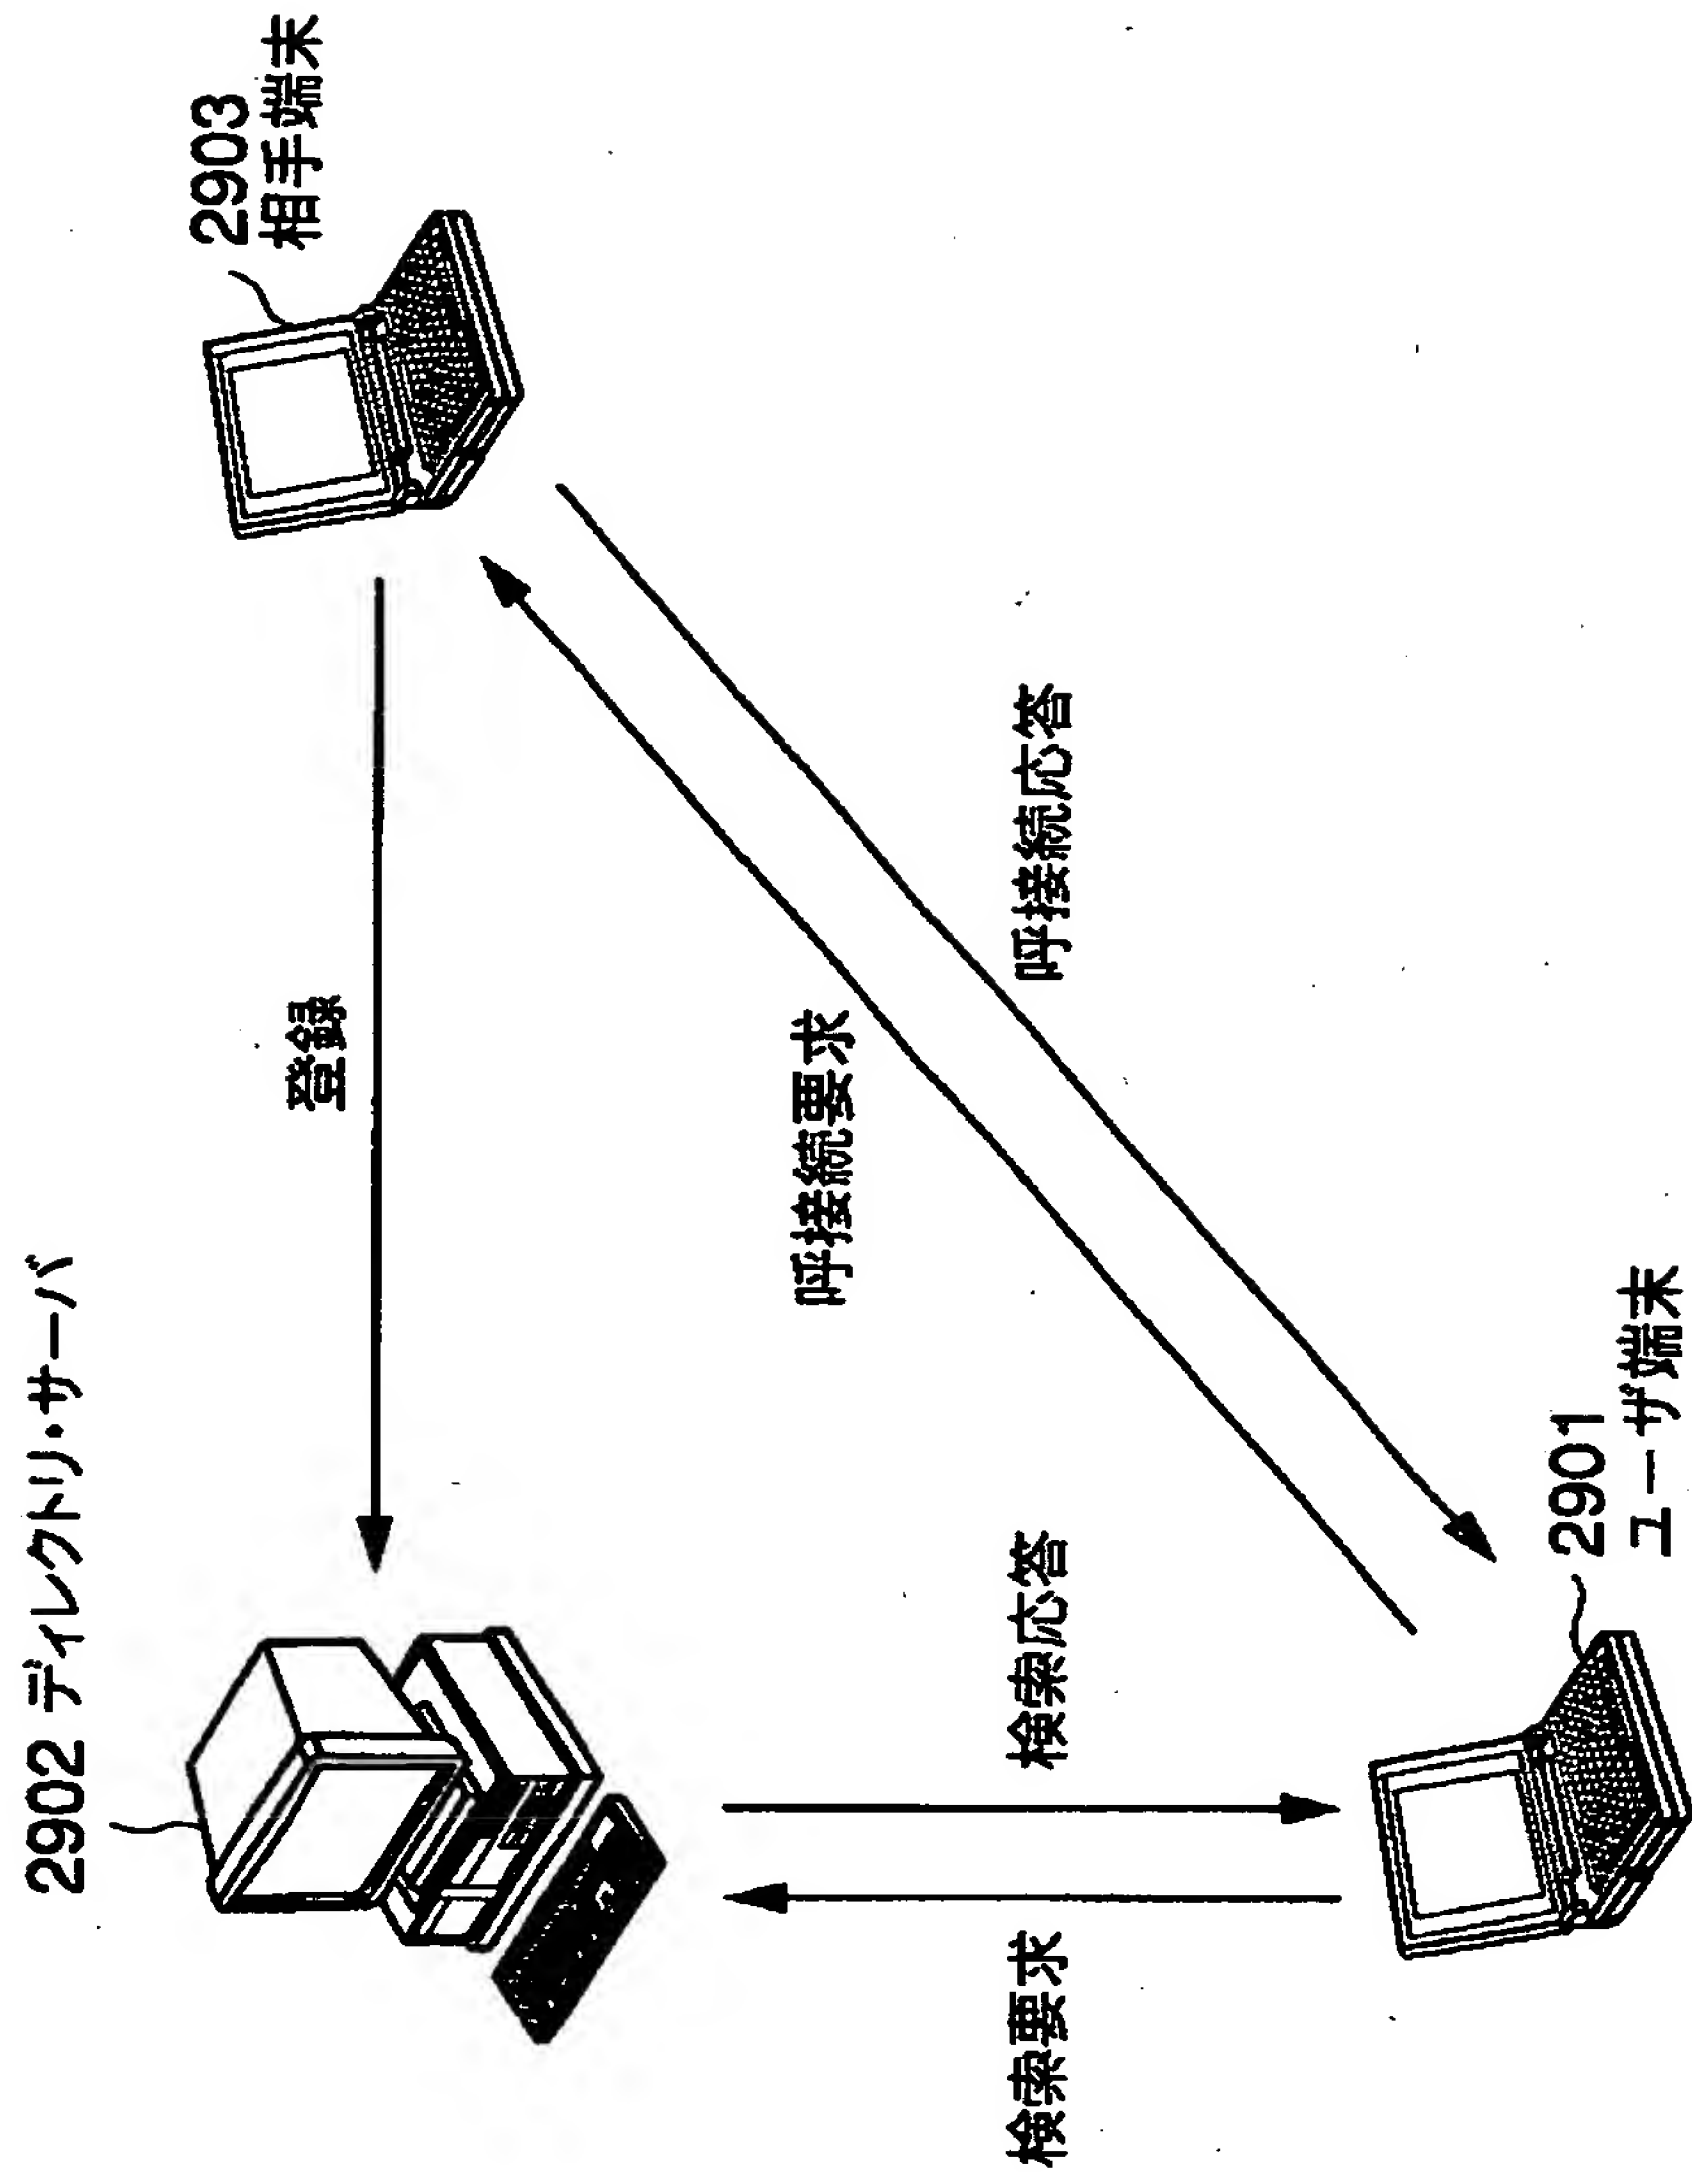 2902 ディレクトリ・サーバ
2903
相手端末
登録
呼接続要求
呼接続応答
検索要求
検索応答
2901
ユーザ端末